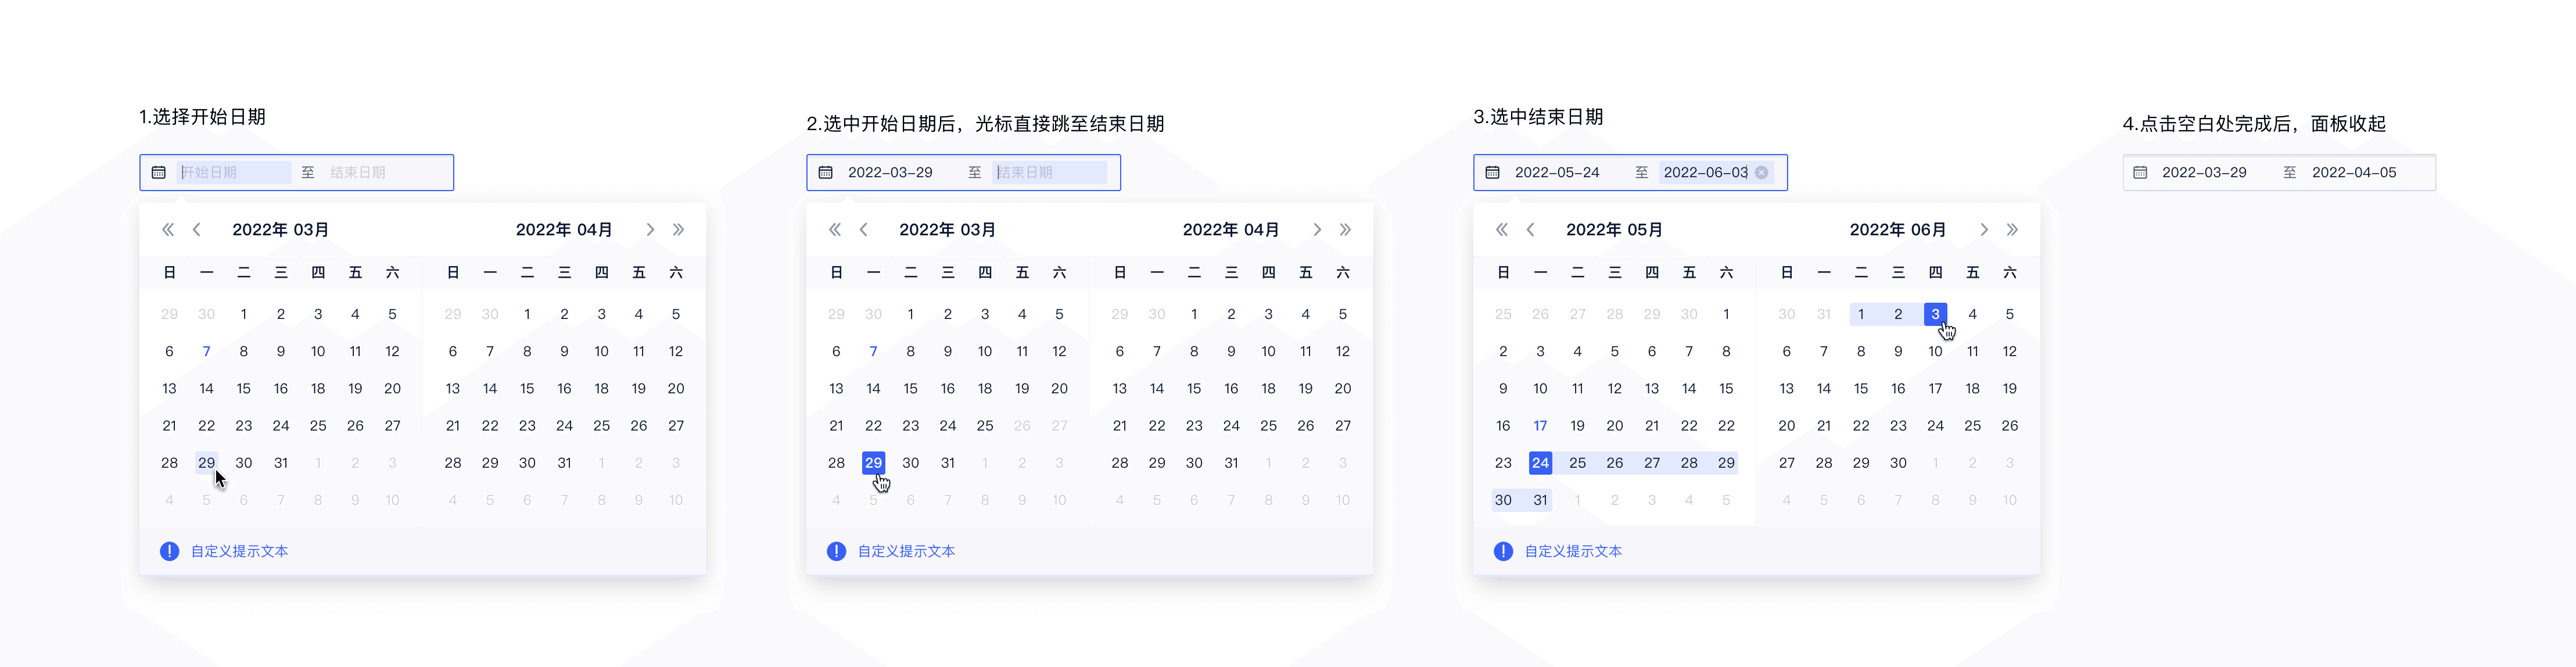 1.选择开始日期
开始日期 至 结束日期
2022年 03月 2022年 04月
日 一 二 三 四 五 六 日 一 二 三 四 五 六
29 30 1 2 3 4 5 29 30 1 2 3 4 5
6 7 8 9 10 11 12 6 7 8 9 10 11 12
13 14 15 16 18 19 20 13 14 15 16 18 19 20
21 22 23 24 25 26 27 21 22 23 24 25 26 27
28 29 30 31 1 2 3 28 29 30 31 1 2 3
4 5 6 7 8 9 10 4 5 6 7 8 9 10
自定义提示文本
2.选中开始日期后，光标直接跳至结束日期
2022-03-29 至 结束日期
2022年 03月 2022年 04月
日 一 二 三 四 五 六 日 一 二 三 四 五 六
29 30 1 2 3 4 5 29 30 1 2 3 4 5
6 7 8 9 10 11 12 6 7 8 9 10 11 12
13 14 15 16 18 19 20 13 14 15 16 18 19 20
21 22 23 24 25 26 27 21 22 23 24 25 26 27
28 29 30 31 1 2 3 28 29 30 31 1 2 3
4 5 6 7 8 9 10 4 5 6 7 8 9 10
自定义提示文本
3.选中结束日期
2022-05-24 至 2022-06-03
2022年 05月 2022年 06月
日 一 二 三 四 五 六 日 一 二 三 四 五 六
25 26 27 28 29 30 1 30 31 1 2 3 4 5
2 3 4 5 6 7 8 6 7 8 9 10 11 12
9 10 11 12 13 14 15 13 14 15 16 17 18 19
16 17 19 20 21 22 22 20 21 22 23 24 25 26
23 24 25 26 27 28 29 27 28 29 30 1 2 3
30 31 1 2 3 4 5 4 5 6 7 8 9 10
自定义提示文本
4.点击空白处完成后，面板收起
2022-03-29 至 2022-04-05